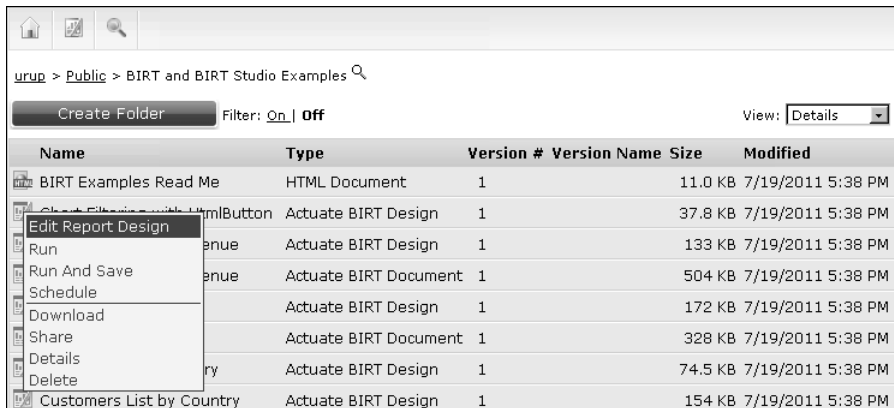 urup > Public > BIRT and BIRT Studio Examples
Create Folder Filter: On | Off View: Details
Name Type Version # Version Name Size Modified
BIRT Examples Read Me HTML Document 1 11.0 KB 7/19/2011 5:38 PM
Chart Filtering with HtmlButton Actuate BIRT Design 1 37.8 KB 7/19/2011 5:38 PM
Edit Report Design
enue Actuate BIRT Design 1 133 KB 7/19/2011 5:38 PM
Run
Run And Save
enue Actuate BIRT Document 1 504 KB 7/19/2011 5:38 PM
Schedule
Actuate BIRT Design 1 172 KB 7/19/2011 5:38 PM
Download
Share
Actuate BIRT Document 1 328 KB 7/19/2011 5:38 PM
Details
ry Actuate BIRT Design 1 74.5 KB 7/19/2011 5:38 PM
Delete
Customers List by Country Actuate BIRT Design 1 154 KB 7/19/2011 5:38 PM